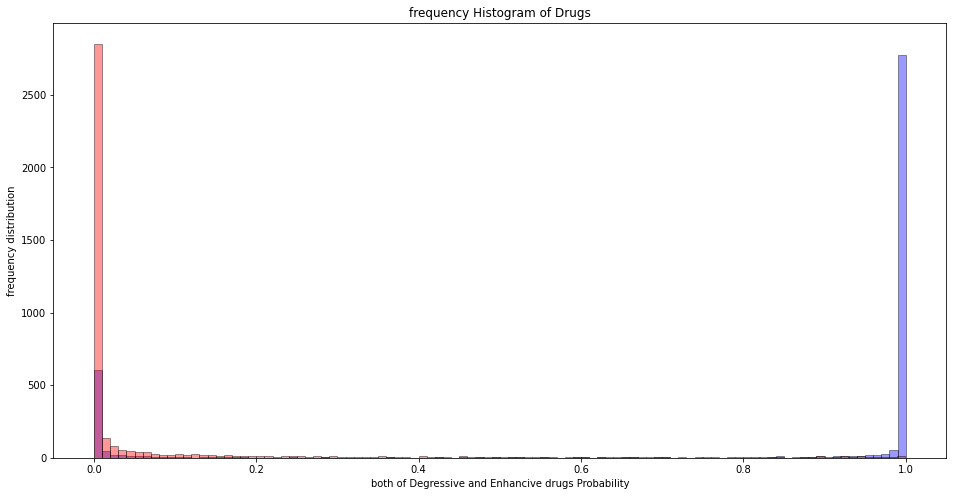 frequency Histogram of Drugs
frequency distribution
2500
2000
1500
1000
500
0
0.0 0.2 0.4 0.6 0.8 1.0
both of Degressive and Enhancive drugs Probability